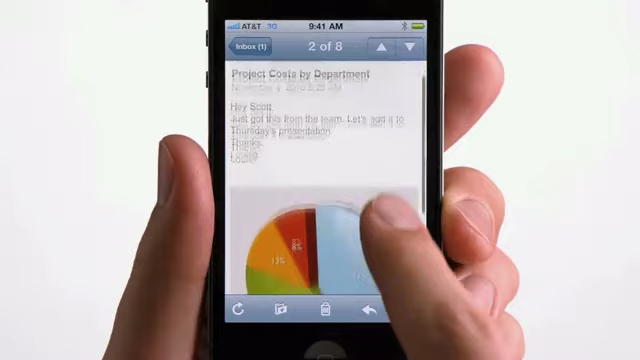 AT&T 3G 9:41 AM
Inbox (1) 2 of 8
Project Costs by Department
Hey Scott,
Just got this from the team. Let's add it to
Thursday's presentation.
Thanks,
13%